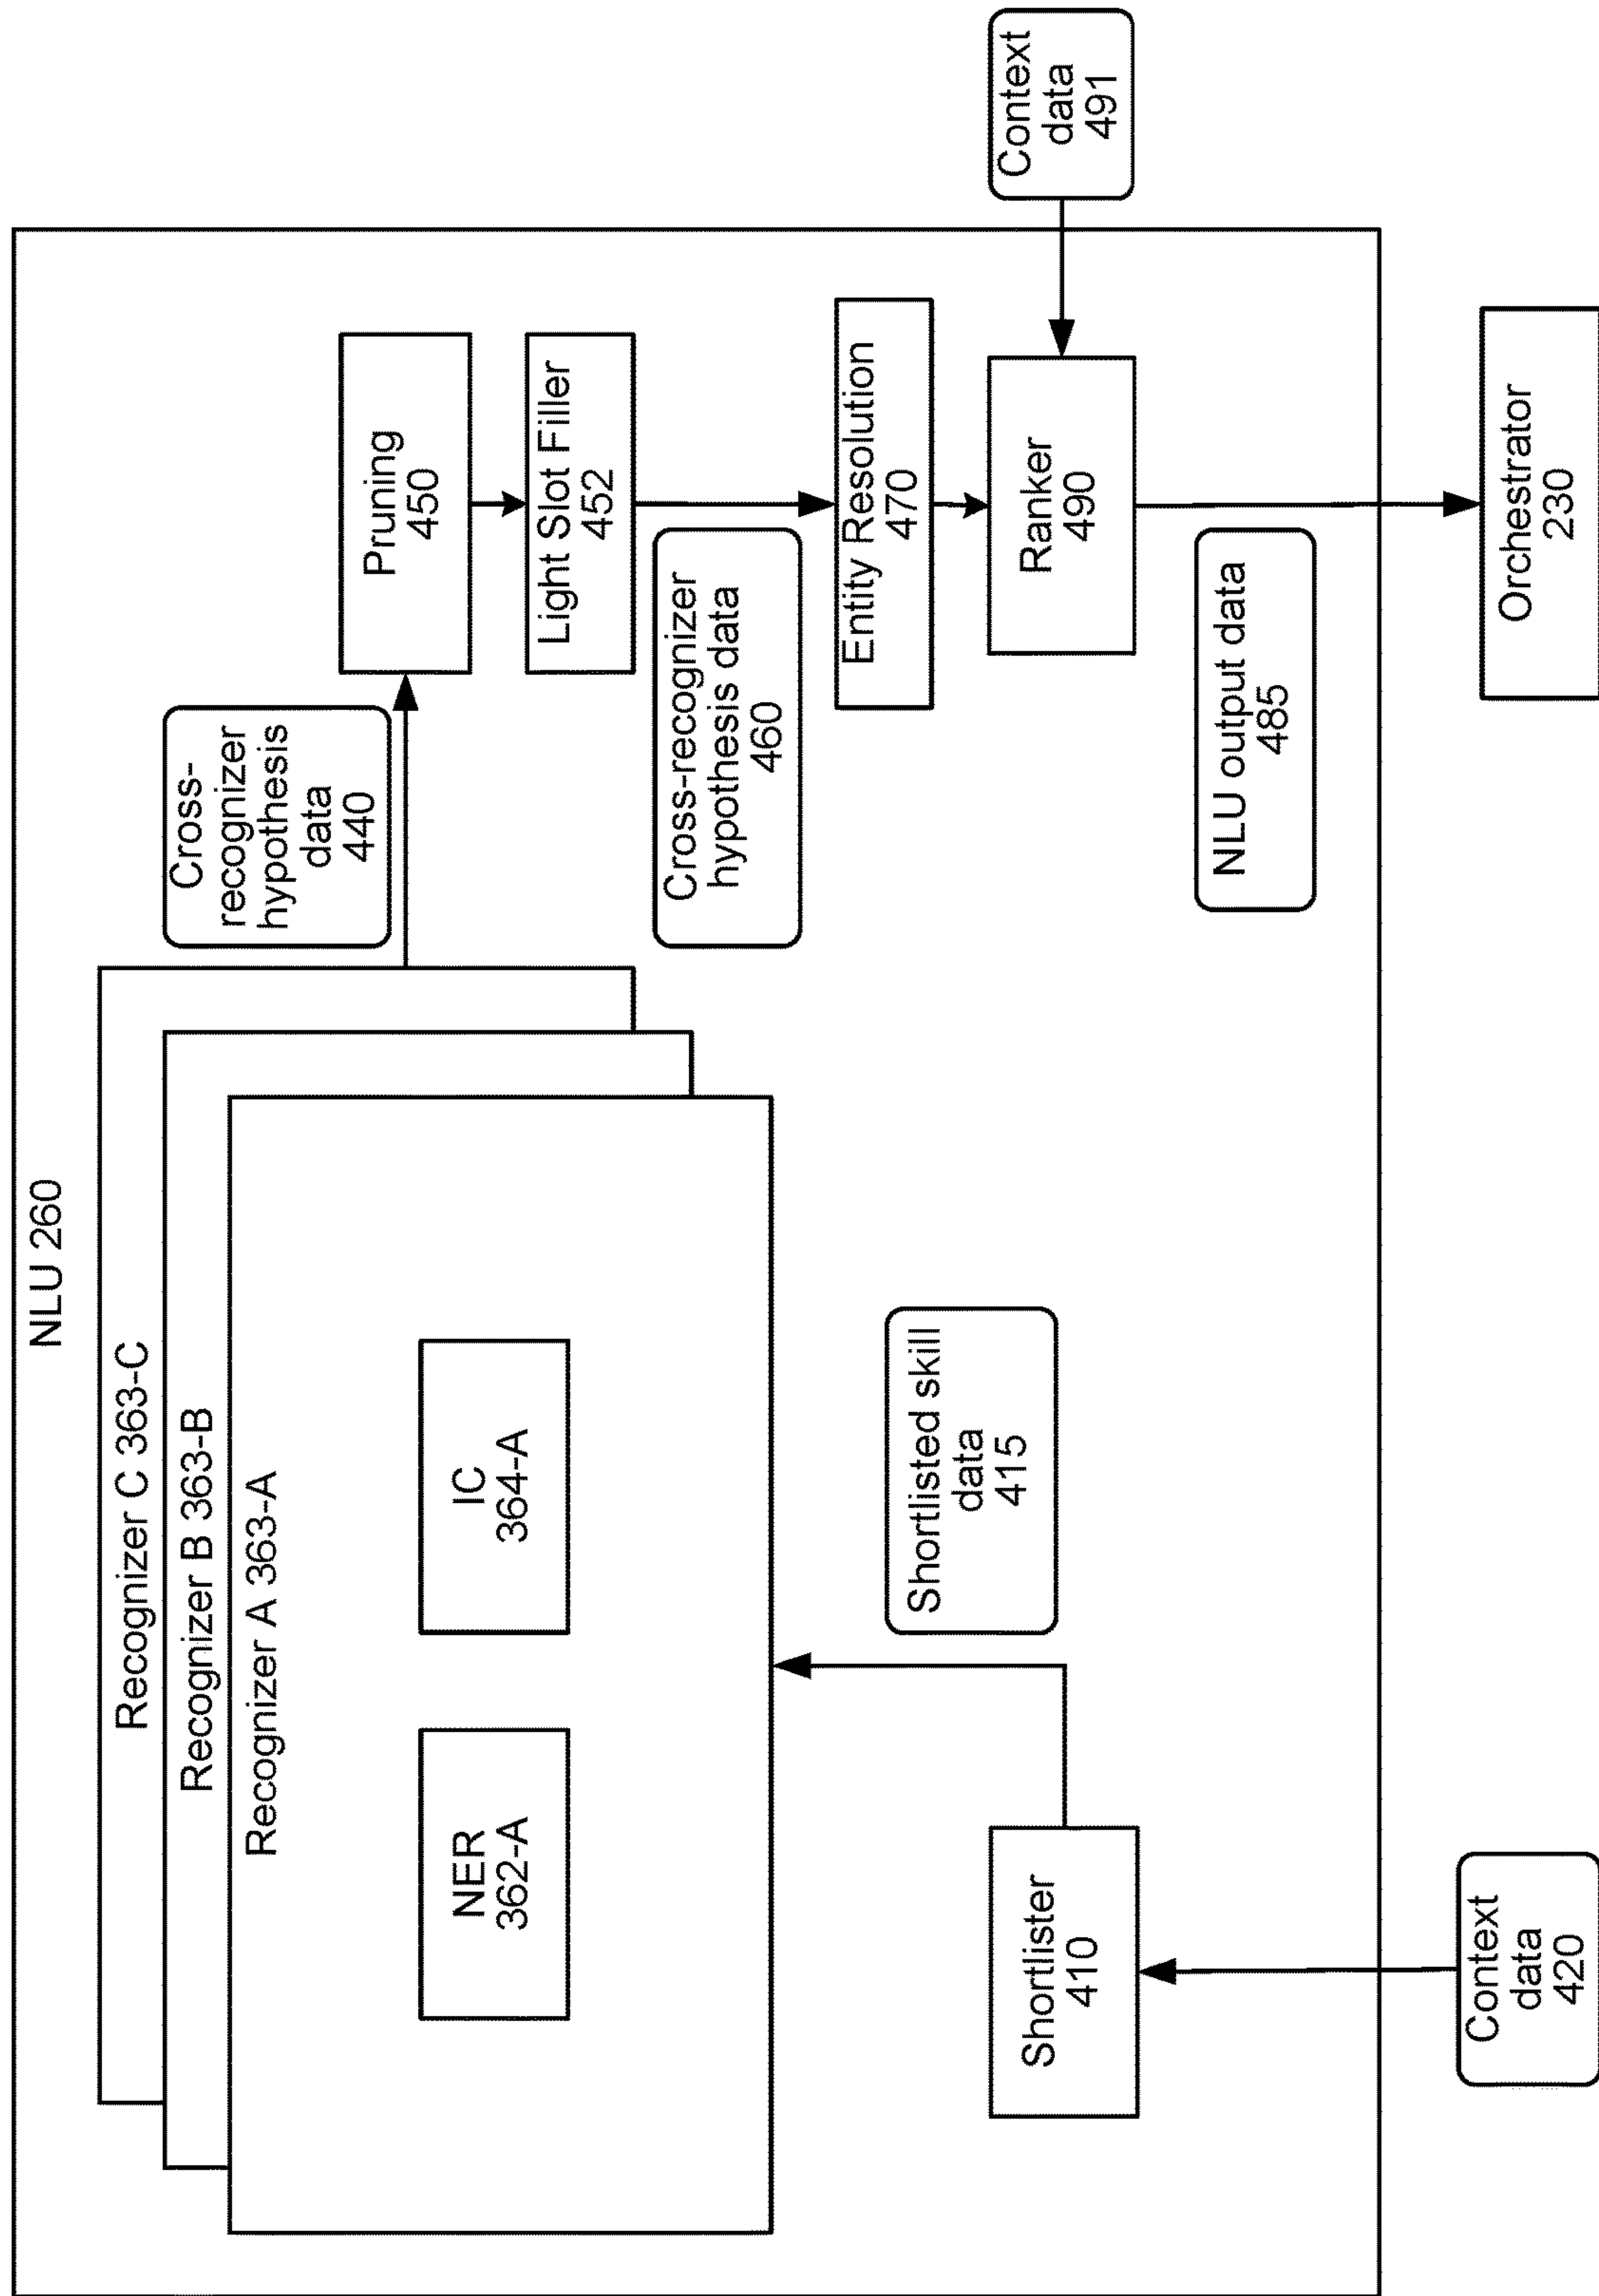 NLU 260
Recognizer C 363-C
Recognizer B 363-B
Recognizer A 363-A
NER
362-A
IC
364-A
Cross-
recognizer
hypothesis
data
440
Pruning
450
Light Slot Filler
452
Cross-recognizer
hypothesis data
460
Entity Resolution
470
Shortlisted skill
data
415
Shortlister
410
Ranker
490
Context
data
491
NLU output data
485
Context
data
420
Orchestrator
230